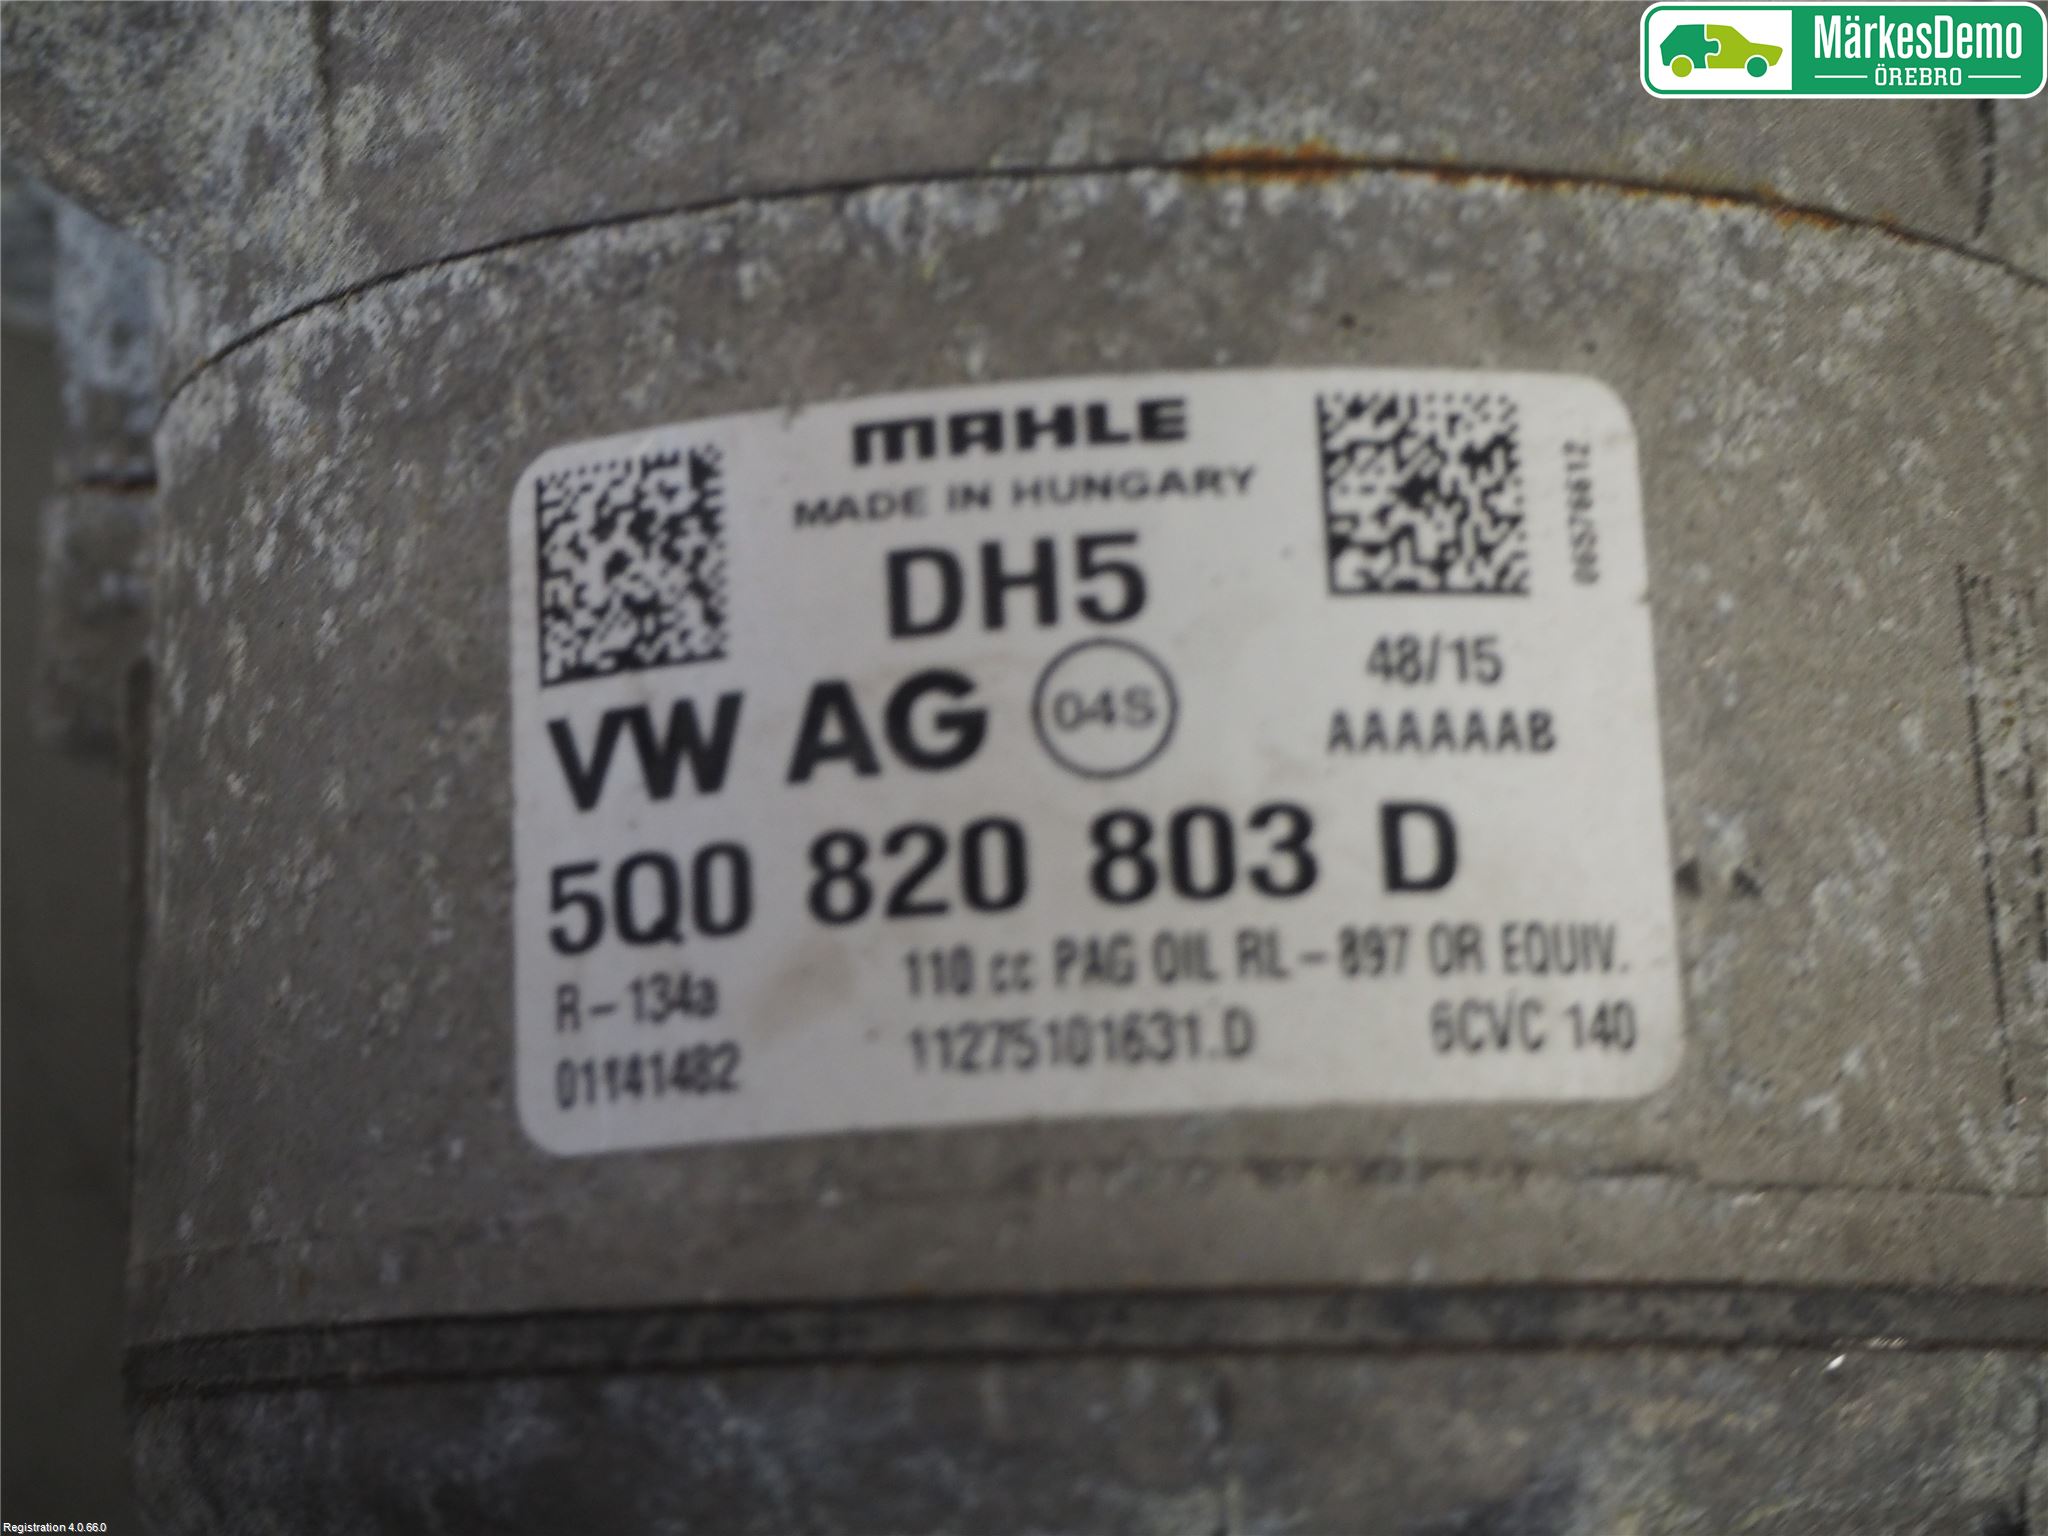 MärkesDemo
ÖREBRO
MAHLE
MADE IN HUNGARY
DH5
VW AG 04S
48/15
AAAAAAB
5Q0 820 803 D
R-134a
110 cc PAG OIL RL-897 OR EQUIV.
01141482
11275101631.D
6CVC 140
Registration 4.0.66.0